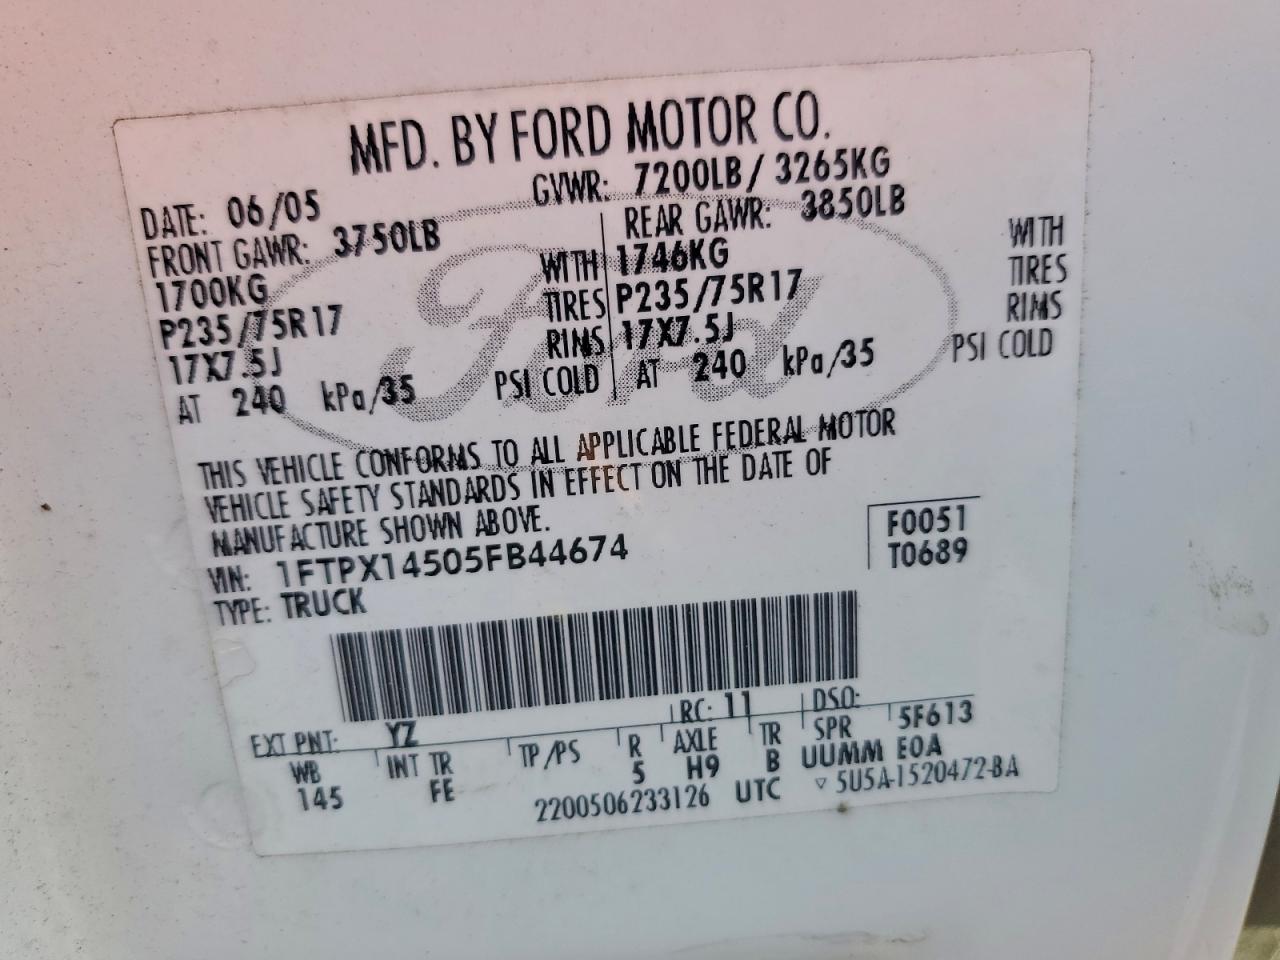 MFD. BY FORD MOTOR CO.
DATE: 06/05 GVWR: 7200LB / 3265KG
FRONT GAWR: 3750LB REAR GAWR: 3850LB
1700KG WITH 1746KG WITH
P235/75R17 TIRES P235/75R17 TIRES
17X7.5J RIMS 17X7.5J RIMS
AT 240 kPa/35 PSI COLD AT 240 kPa/35 PSI COLD
Ford
THIS VEHICLE CONFORMS TO ALL APPLICABLE FEDERAL MOTOR
VEHICLE SAFETY STANDARDS IN EFFECT ON THE DATE OF
MANUFACTURE SHOWN ABOVE.
F0051
VIN: 1FTPX14505FB44674 T0689
TYPE: TRUCK
EXT PNT: YZ RC: 11 DSO:
WB INT TR TP/PS R AXLE TR SPR 5F613
145 FE 5 H9 B UUMM E0A
2200506233126 UTC ▽ 5U5A-1520472-BA